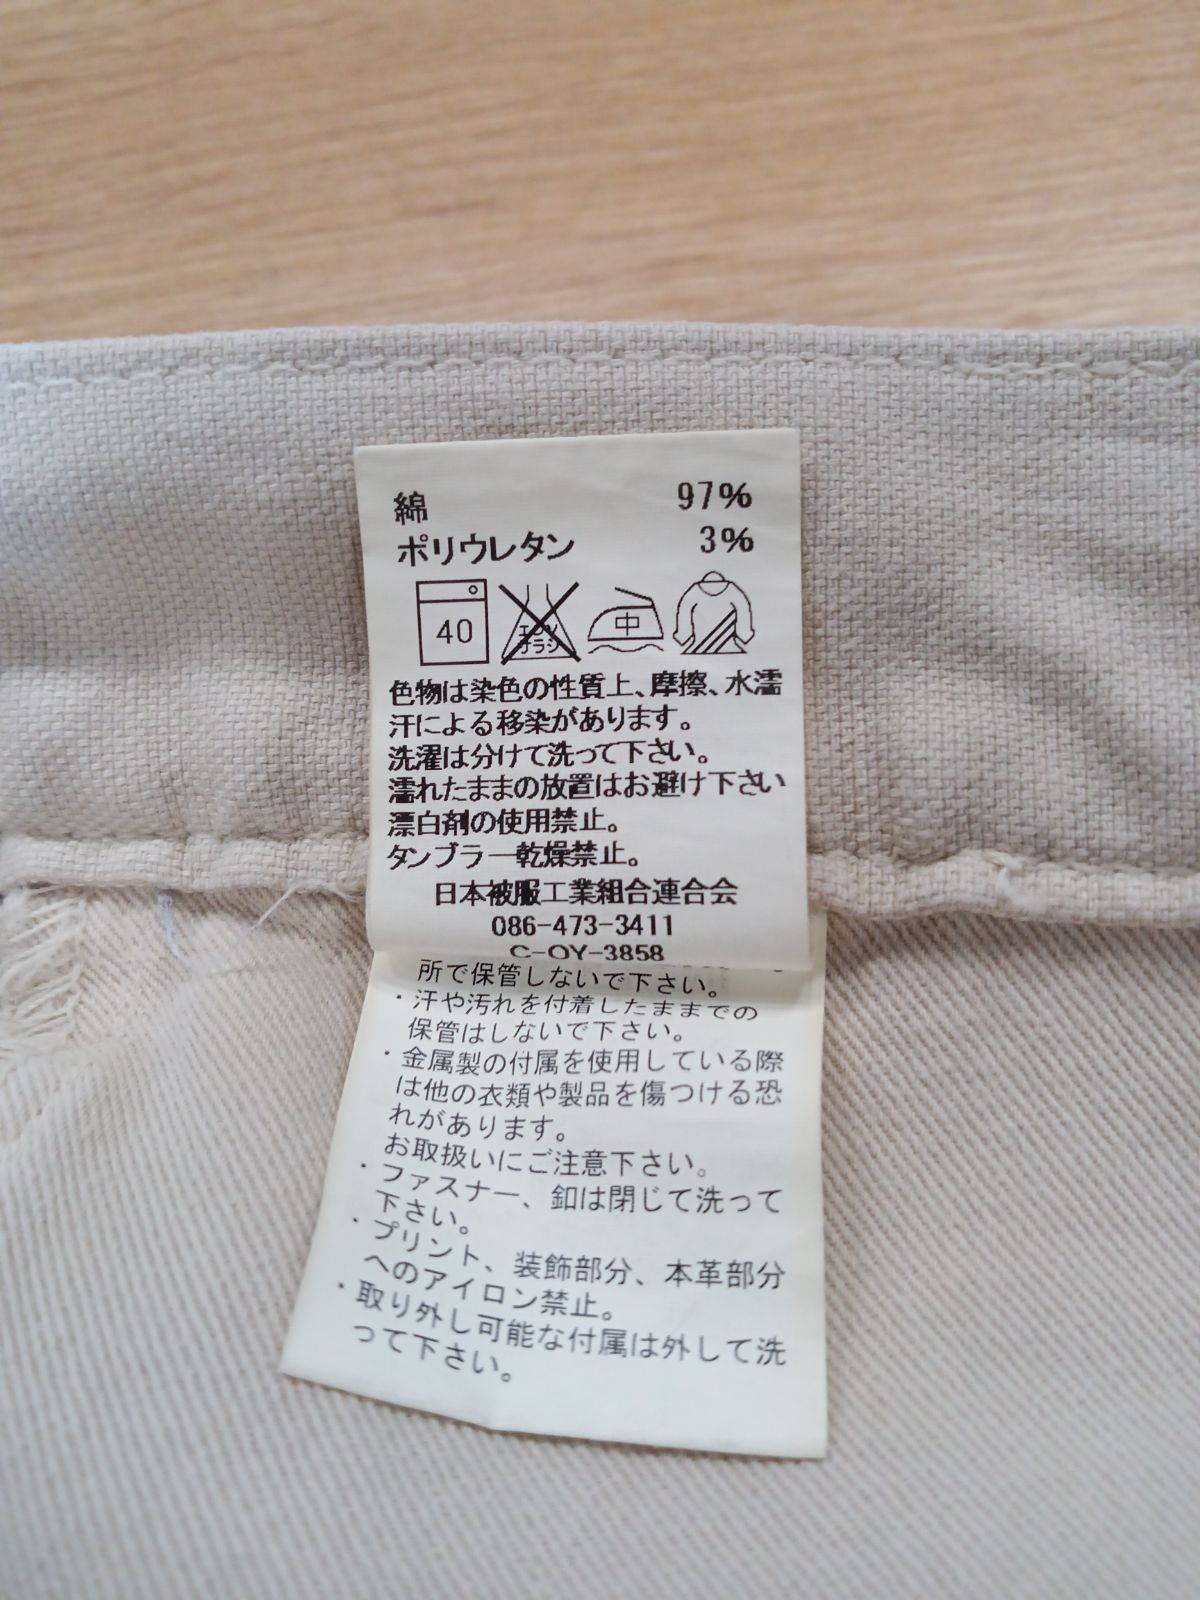 綿 97%
ポリウレタン 3%
40 エンソ ナラシ 中
色物は染色の性質上、摩擦、水濡
汗による移染があります。
洗濯は分けて洗って下さい。
濡れたままの放置はお避け下さい
漂白剤の使用禁止。
タンブラー乾燥禁止。
日本被服工業組合連合会
086-473-3411
C-OY-3858
所で保管しないで下さい。
・汗や汚れを付着したままでの
保管はしないで下さい。
・金属製の付属を使用している際
は他の衣類や製品を傷つける恐
れがあります。
お取扱いにご注意下さい。
・ファスナー、釦は閉じて洗って
下さい。
・プリント、装飾部分、本革部分
へのアイロン禁止。
・取り外し可能な付属は外して洗
って下さい。